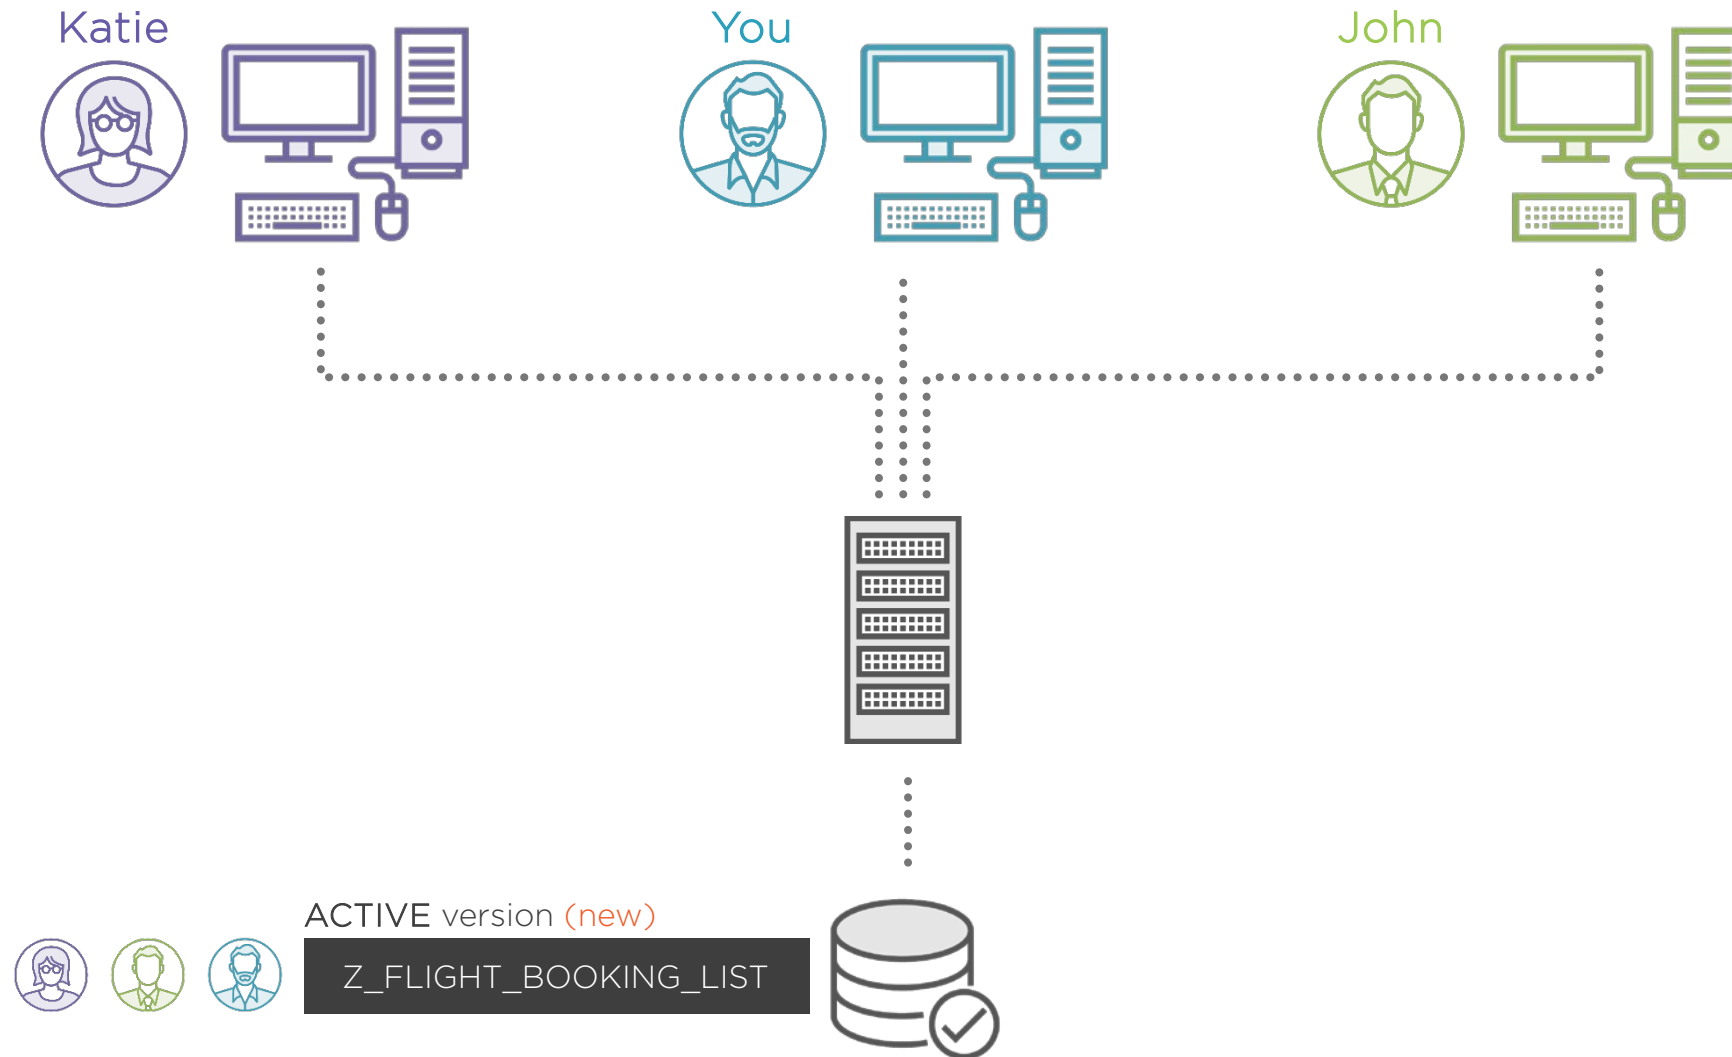 Katie
You
John
ACTIVE version (new)
Z_FLIGHT_BOOKING_LIST